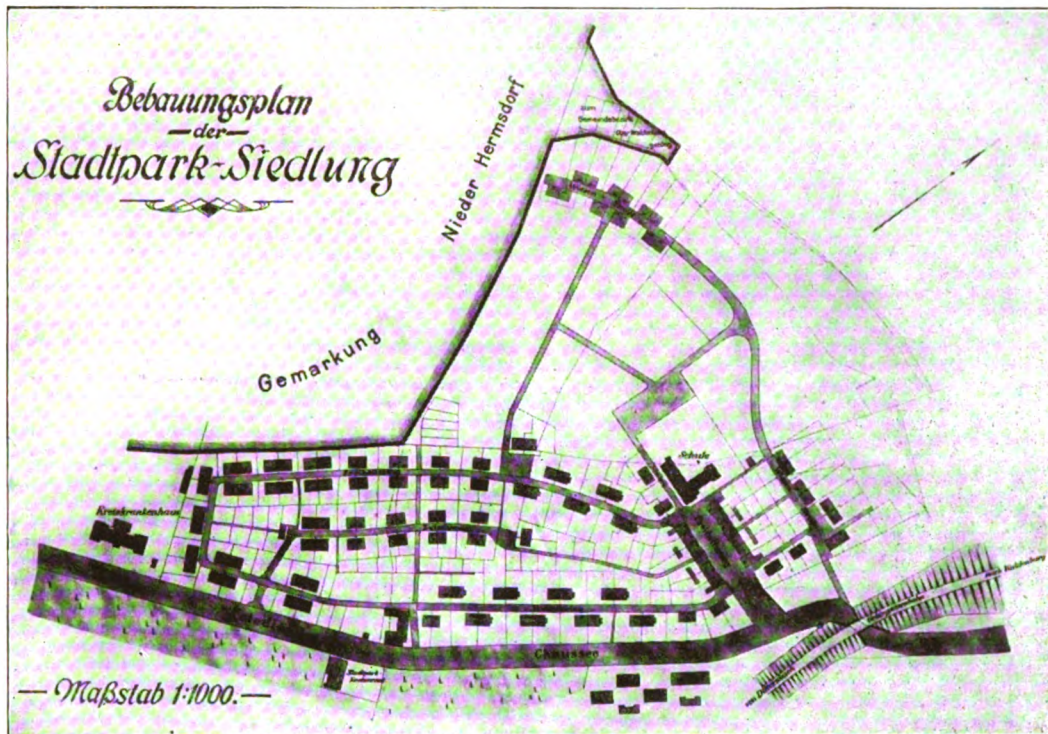 Bebauungsplan
—der—
Stadtpark-Siedlung
Nieder Hermsdorf
Gemarkung
Schule
Kreiskrankenhaus
Chaussee
— Maßstab 1:1000. —